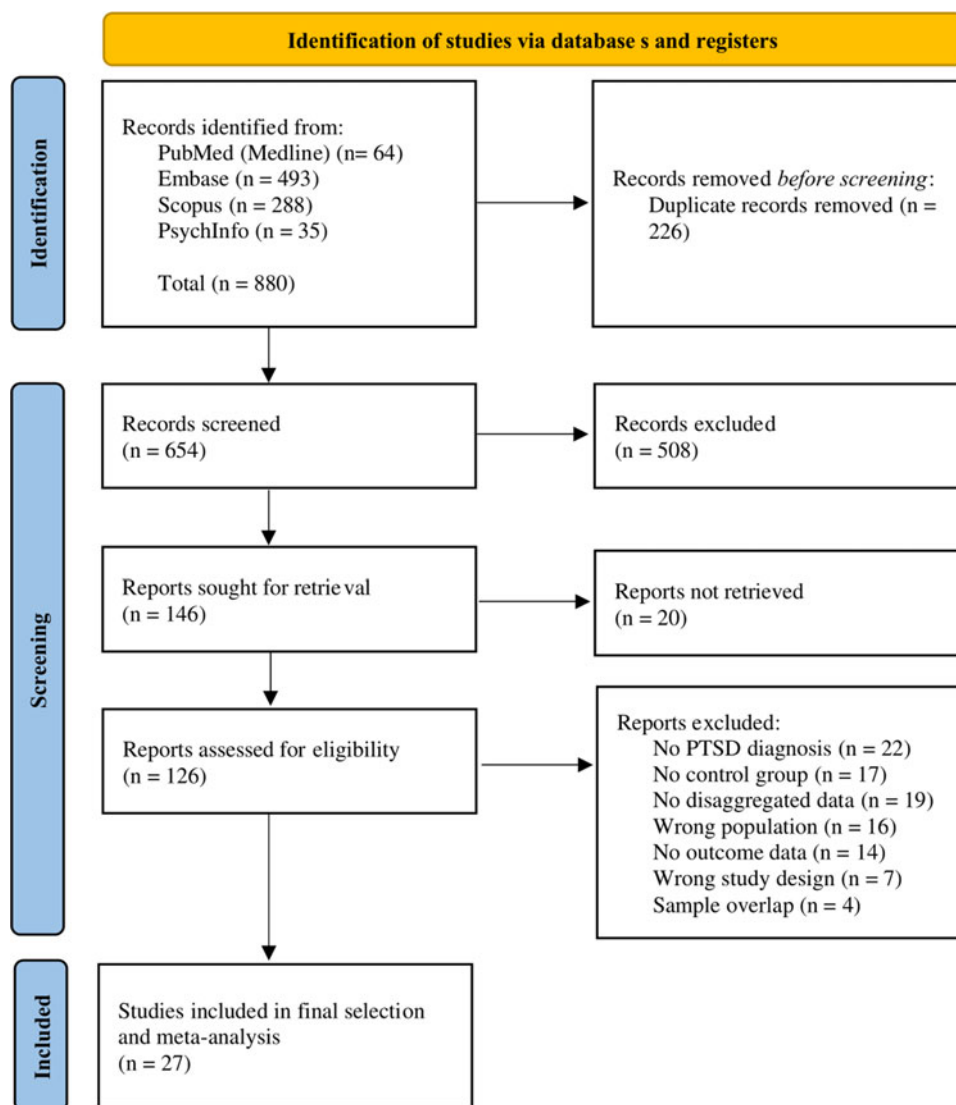 Identification of studies via database s and registers
Identification
Records identified from:
PubMed (Medline) (n= 64)
Embase (n = 493)
Scopus (n = 288)
PsychInfo (n = 35)
Total (n = 880)
Records removed before screening:
Duplicate records removed (n =
226)
Screening
Records screened
(n = 654)
Records excluded
(n = 508)
Reports sought for retrieval
(n = 146)
Reports not retrieved
(n = 20)
Reports assessed for eligibility
(n = 126)
Reports excluded:
No PTSD diagnosis (n = 22)
No control group (n = 17)
No disaggregated data (n = 19)
Wrong population (n = 16)
No outcome data (n = 14)
Wrong study design (n = 7)
Sample overlap (n = 4)
Included
Studies included in final selection
and meta-analysis
(n = 27)